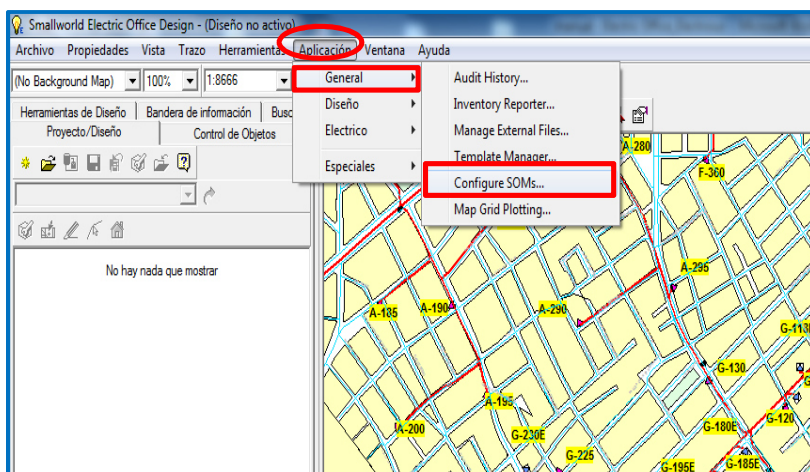 Smallworld Electric Office Design - (Diseño no activo)
Archivo Propiedades Vista Trazo Herramientas Aplicación Ventana Ayuda
(No Background Map) 100% 1:8666
General
Diseño
Electrico
Especiales
Audit History...
Inventory Reporter...
Manage External Files...
Template Manager...
Configure SOMs...
Map Grid Plotting...
Herramientas de Diseño Bandera de información
Proyecto/Diseño Control de Objetos
No hay nada que mostrar
A-280
F-360
A-295
A-185
A-190
A-290
G-130
A-195
A-200
G-230E
G-180E
G-120
G-225
G-195E
G-185E